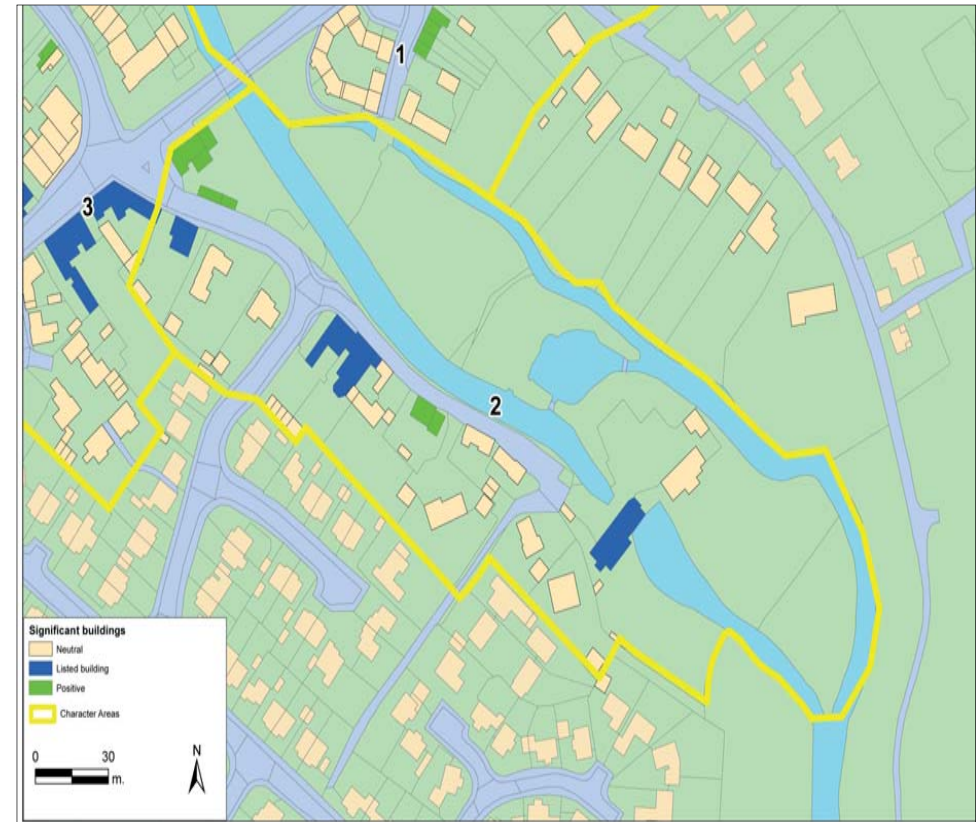 1
3
2
Significant buildings
Neutral
Listed building
Positive
Character Areas
0 30
m.
N